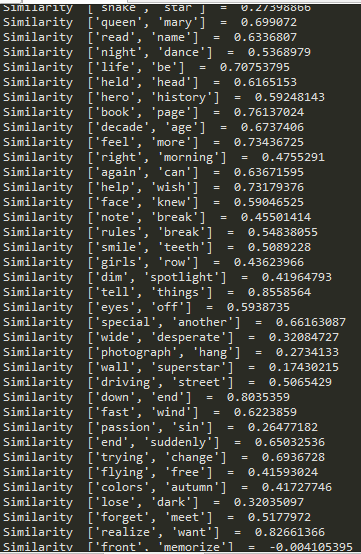 Similarity ['snake', 'star'] = 0.27398866
Similarity ['queen', 'mary'] = 0.699072
Similarity ['read', 'name'] = 0.6336807
Similarity ['night', 'dance'] = 0.5368979
Similarity ['life', 'be'] = 0.70753795
Similarity ['held', 'head'] = 0.6165153
Similarity ['hero', 'history'] = 0.59248143
Similarity ['book', 'page'] = 0.76137024
Similarity ['decade', 'age'] = 0.6737406
Similarity ['feel', 'more'] = 0.73436725
Similarity ['right', 'morning'] = 0.4755291
Similarity ['again', 'can'] = 0.63671595
Similarity ['help', 'wish'] = 0.73179376
Similarity ['face', 'knew'] = 0.59046525
Similarity ['note', 'break'] = 0.45501414
Similarity ['rules', 'break'] = 0.54838055
Similarity ['smile', 'teeth'] = 0.5089228
Similarity ['girls', 'row'] = 0.43623966
Similarity ['dim', 'spotlight'] = 0.41964793
Similarity ['tell', 'things'] = 0.8558564
Similarity ['eyes', 'off'] = 0.5938735
Similarity ['special', 'another'] = 0.66163087
Similarity ['wide', 'desperate'] = 0.32084727
Similarity ['photograph', 'hang'] = 0.2734133
Similarity ['wall', 'superstar'] = 0.17430215
Similarity ['driving', 'street'] = 0.5065429
Similarity ['down', 'end'] = 0.8035359
Similarity ['fast', 'wind'] = 0.6223859
Similarity ['passion', 'sin'] = 0.26477182
Similarity ['end', 'suddenly'] = 0.65032536
Similarity ['trying', 'change'] = 0.6936728
Similarity ['flying', 'free'] = 0.41593024
Similarity ['colors', 'autumn'] = 0.41727746
Similarity ['lose', 'dark'] = 0.32035097
Similarity ['forget', 'meet'] = 0.5177972
Similarity ['realize', 'want'] = 0.82661366
Similarity ['front', 'memorize'] = -0.004105395